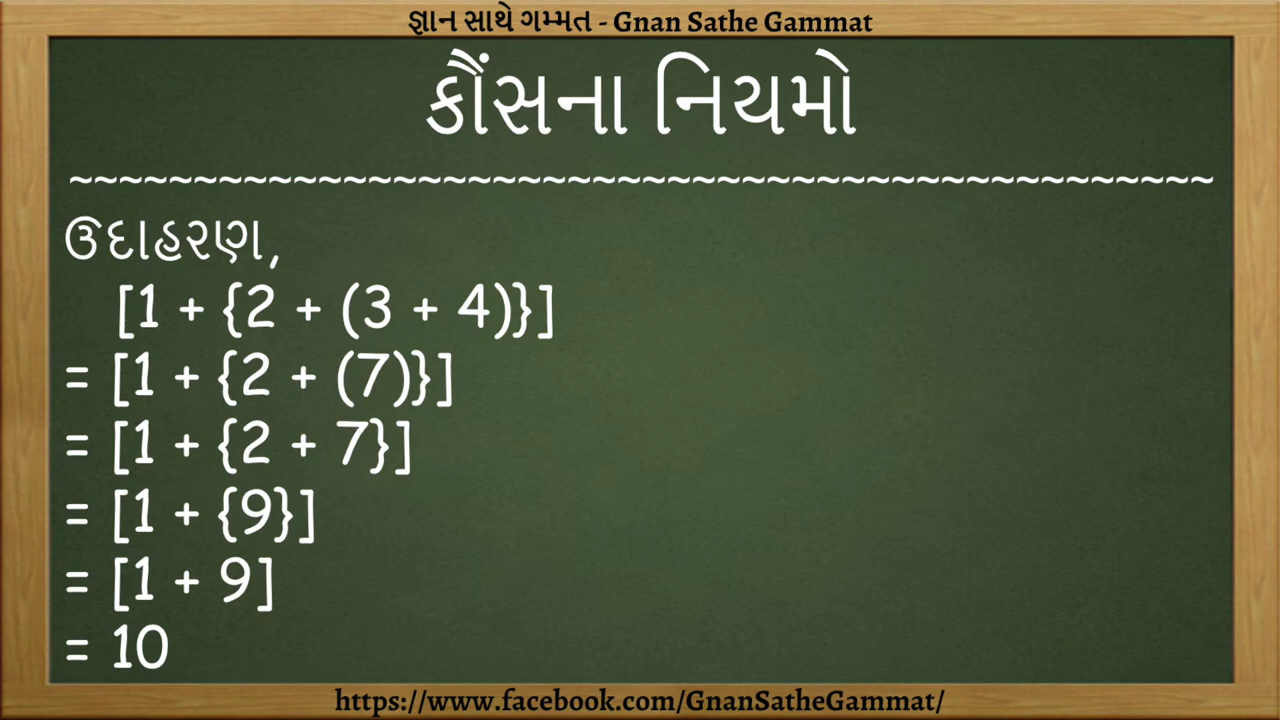 જ્ઞાન સાથે ગમ્મત - Gnan Sathe Gammat
કૌંસના નિયમો
~~~~~~~~~~~~~~~~~~~~~~~~~~~~~~~~~~~~~~~~~~~~~~
ઉદાહરણ,
[1 + {2 + (3 + 4)}]
= [1 + {2 + (7)}]
= [1 + {2 + 7}]
= [1 + {9}]
= [1 + 9]
= 10
https://www.facebook.com/GnanSatheGammat/